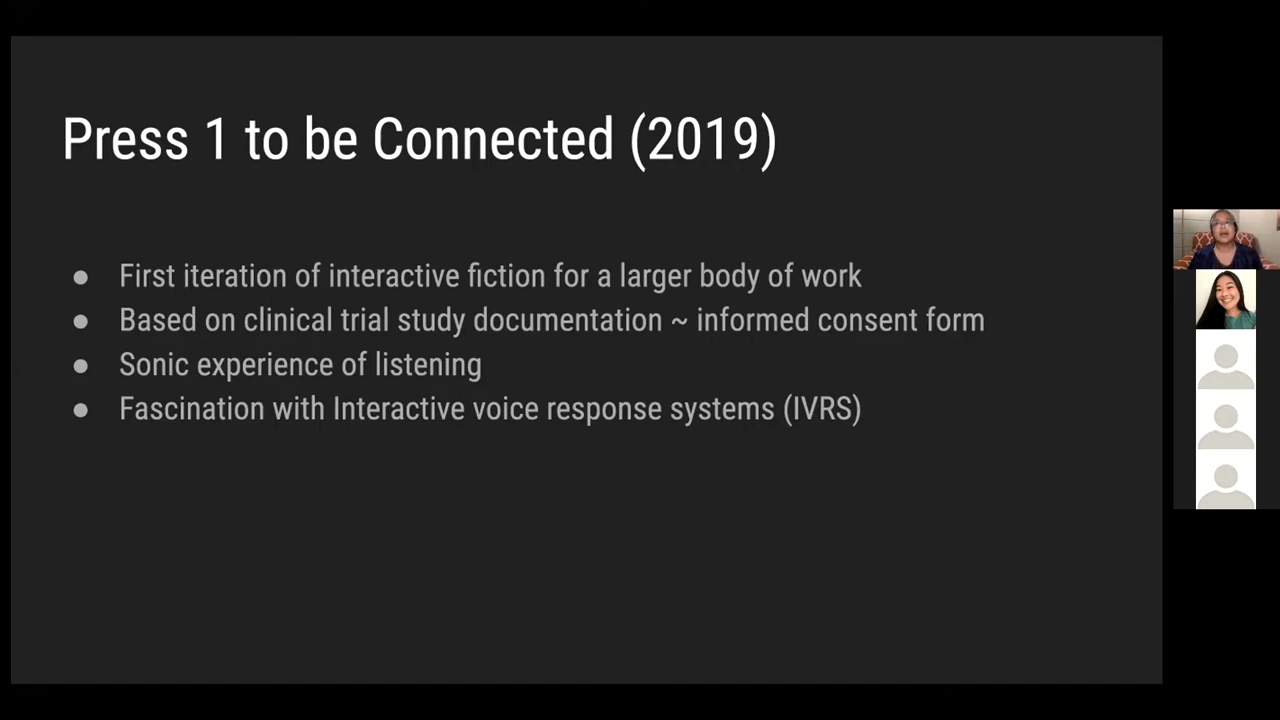 Press 1 to be Connected (2019)
● First iteration of interactive fiction for a larger body of work
● Based on clinical trial study documentation ~ informed consent form
● Sonic experience of listening
● Fascination with Interactive voice response systems (IVRS)